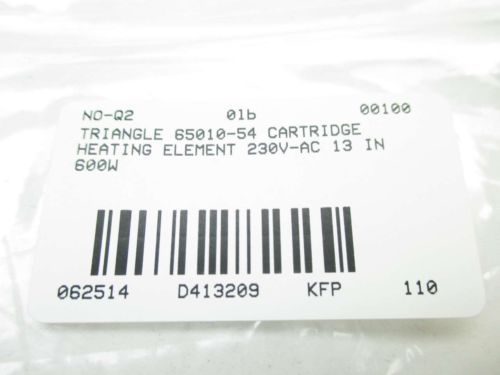 NO-Q2 01b 00100
TRIANGLE 65010-54 CARTRIDGE
HEATING ELEMENT 230V-AC 13 IN
600W
062514 D413209 KFP 110